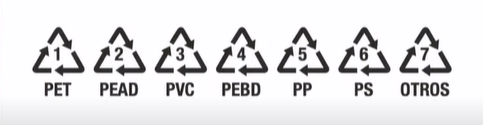 1 2 3 4 5 6 7
PET PEAD PVC PEBD PP PS OTROS